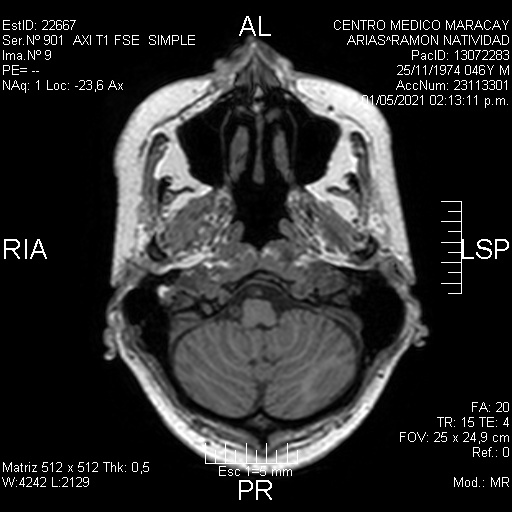 EstID: 22667
Ser.Nº 901 AXI T1 FSE SIMPLE
Ima.Nº 9
PE= --
NAq: 1 Loc: -23,6 Ax
AL
CENTRO MEDICO MARACAY
ARIAS^RAMON NATIVIDAD
PacID: 13072283
25/11/1974 046Y M
AccNum: 23113301
01/05/2021 02:13:11 p.m.
RIA
LSP
FA: 20
TR: 15 TE: 4
FOV: 25 x 24,9 cm
Ref.: 0
Matriz 512 x 512 Thk: 0,5
W:4242 L:2129
Esc 1=5 mm
PR
Mod.: MR